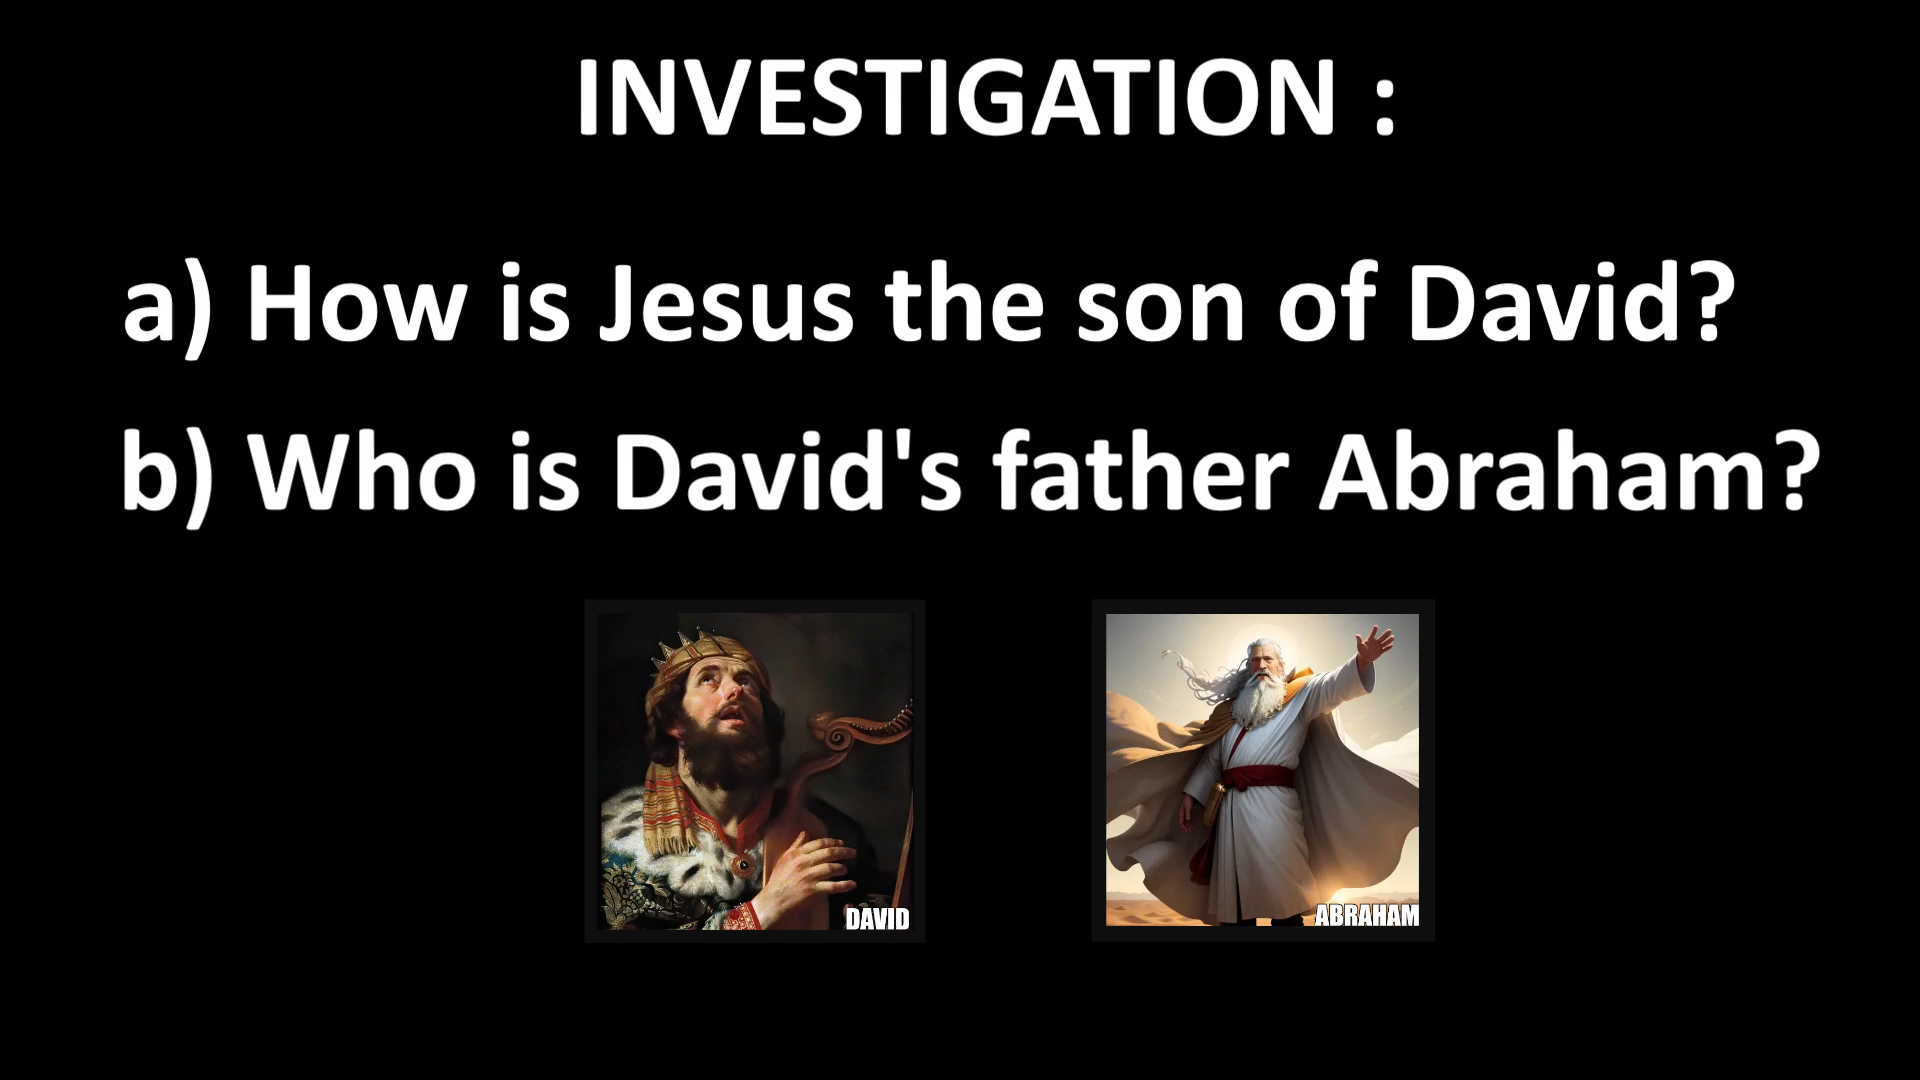 INVESTIGATION :
a) How is Jesus the son of David?
b) Who is David's father Abraham?
DAVID
ABRAHAM